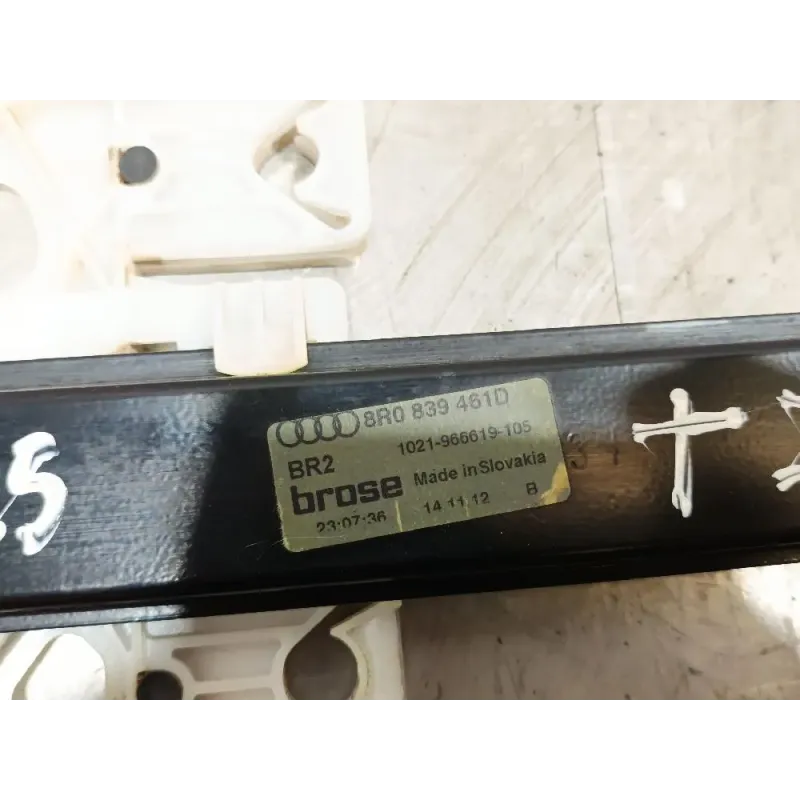 8R0 839 461D
BR2 1021-966619-105
brose Made in Slovakia
23:07:36 14.11.12 B